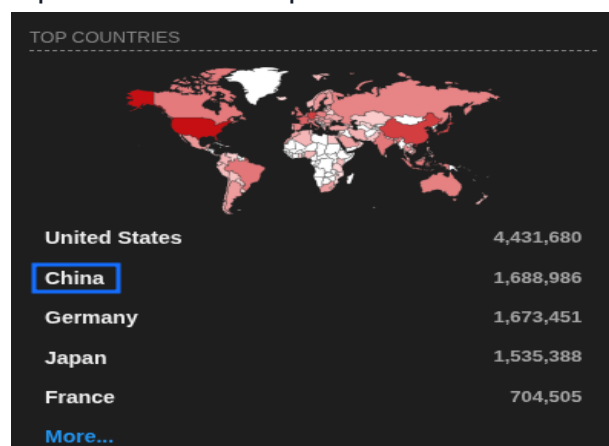 TOP COUNTRIES
United States 4,431,680
China 1,688,986
Germany 1,673,451
Japan 1,535,388
France 704,505
More...